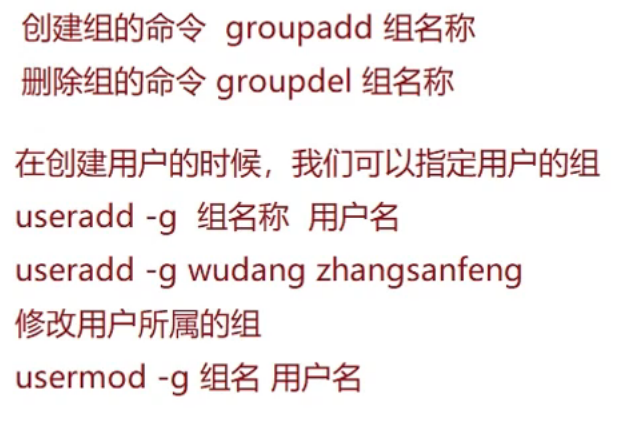 创建组的命令 groupadd 组名称
删除组的命令 groupdel 组名称
在创建用户的时候，我们可以指定用户的组
useradd -g 组名称 用户名
useradd -g wudang zhangsanfeng
修改用户所属的组
usermod -g 组名 用户名